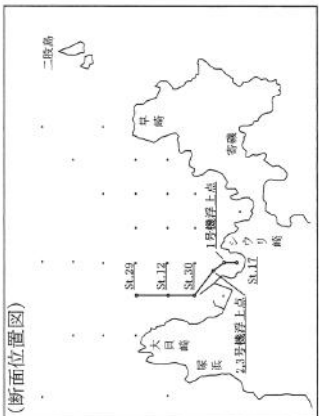 (断面位置図)
二股島
早崎
寄磯
St.29
St.12
St.30
1号機浮上点
シウリ崎
St.17
大貝崎
塚浜
2,3号機浮上点